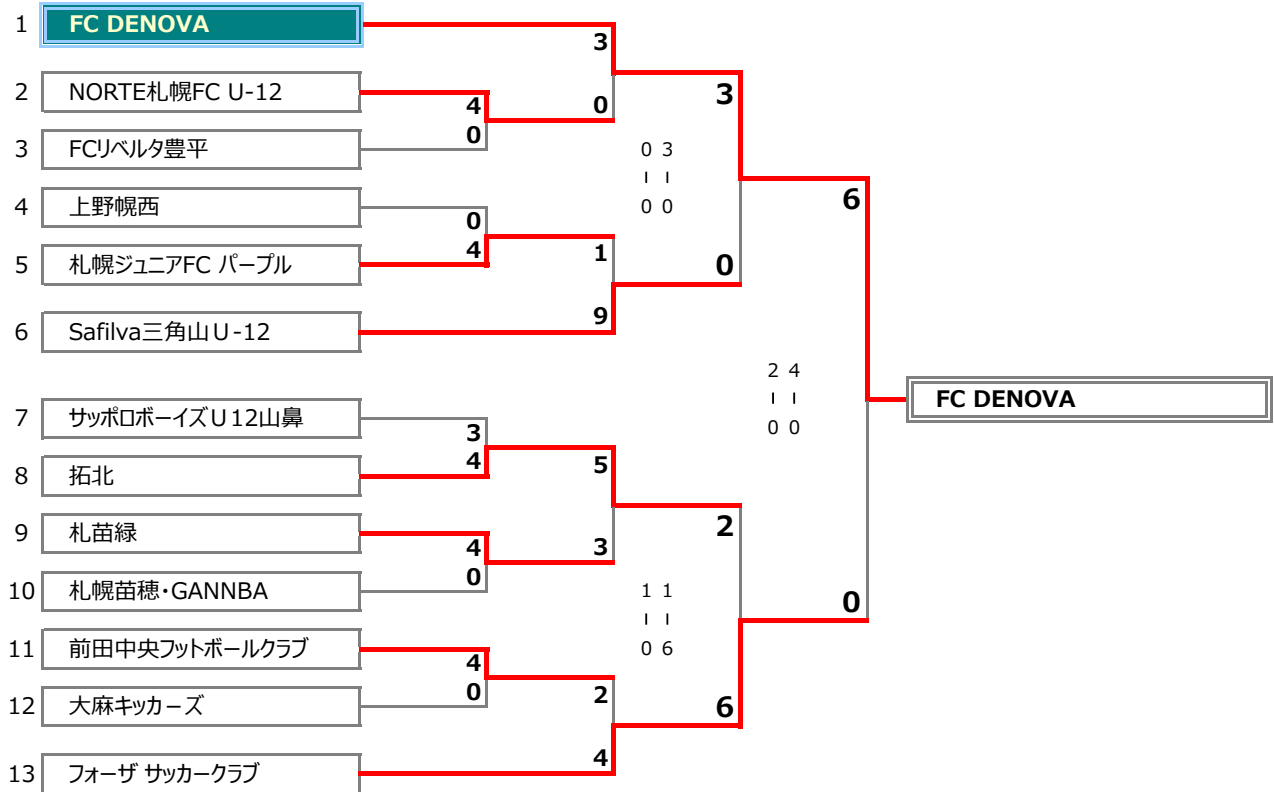 1 FC DENOVA
3
2 NORTE札幌FC U-12
4
0
3
3 FCリベルタ豊平
0
0 3
I I
0 0
4 上野幌西
0
6
5 札幌ジュニアFC パープル
4
1
0
6 Safilva三角山U-12
9
2 4
I I
0 0
FC DENOVA
7 サッポロボーイズU12山鼻
3
8 拓北
4
5
9 札苗緑
4
3
2
10 札幌苗穂・GANNBA
0
1 1
I I
0 6
0
11 前田中央フットボールクラブ
4
12 大麻キッカーズ
0
2
6
13 フォーザ サッカークラブ
4